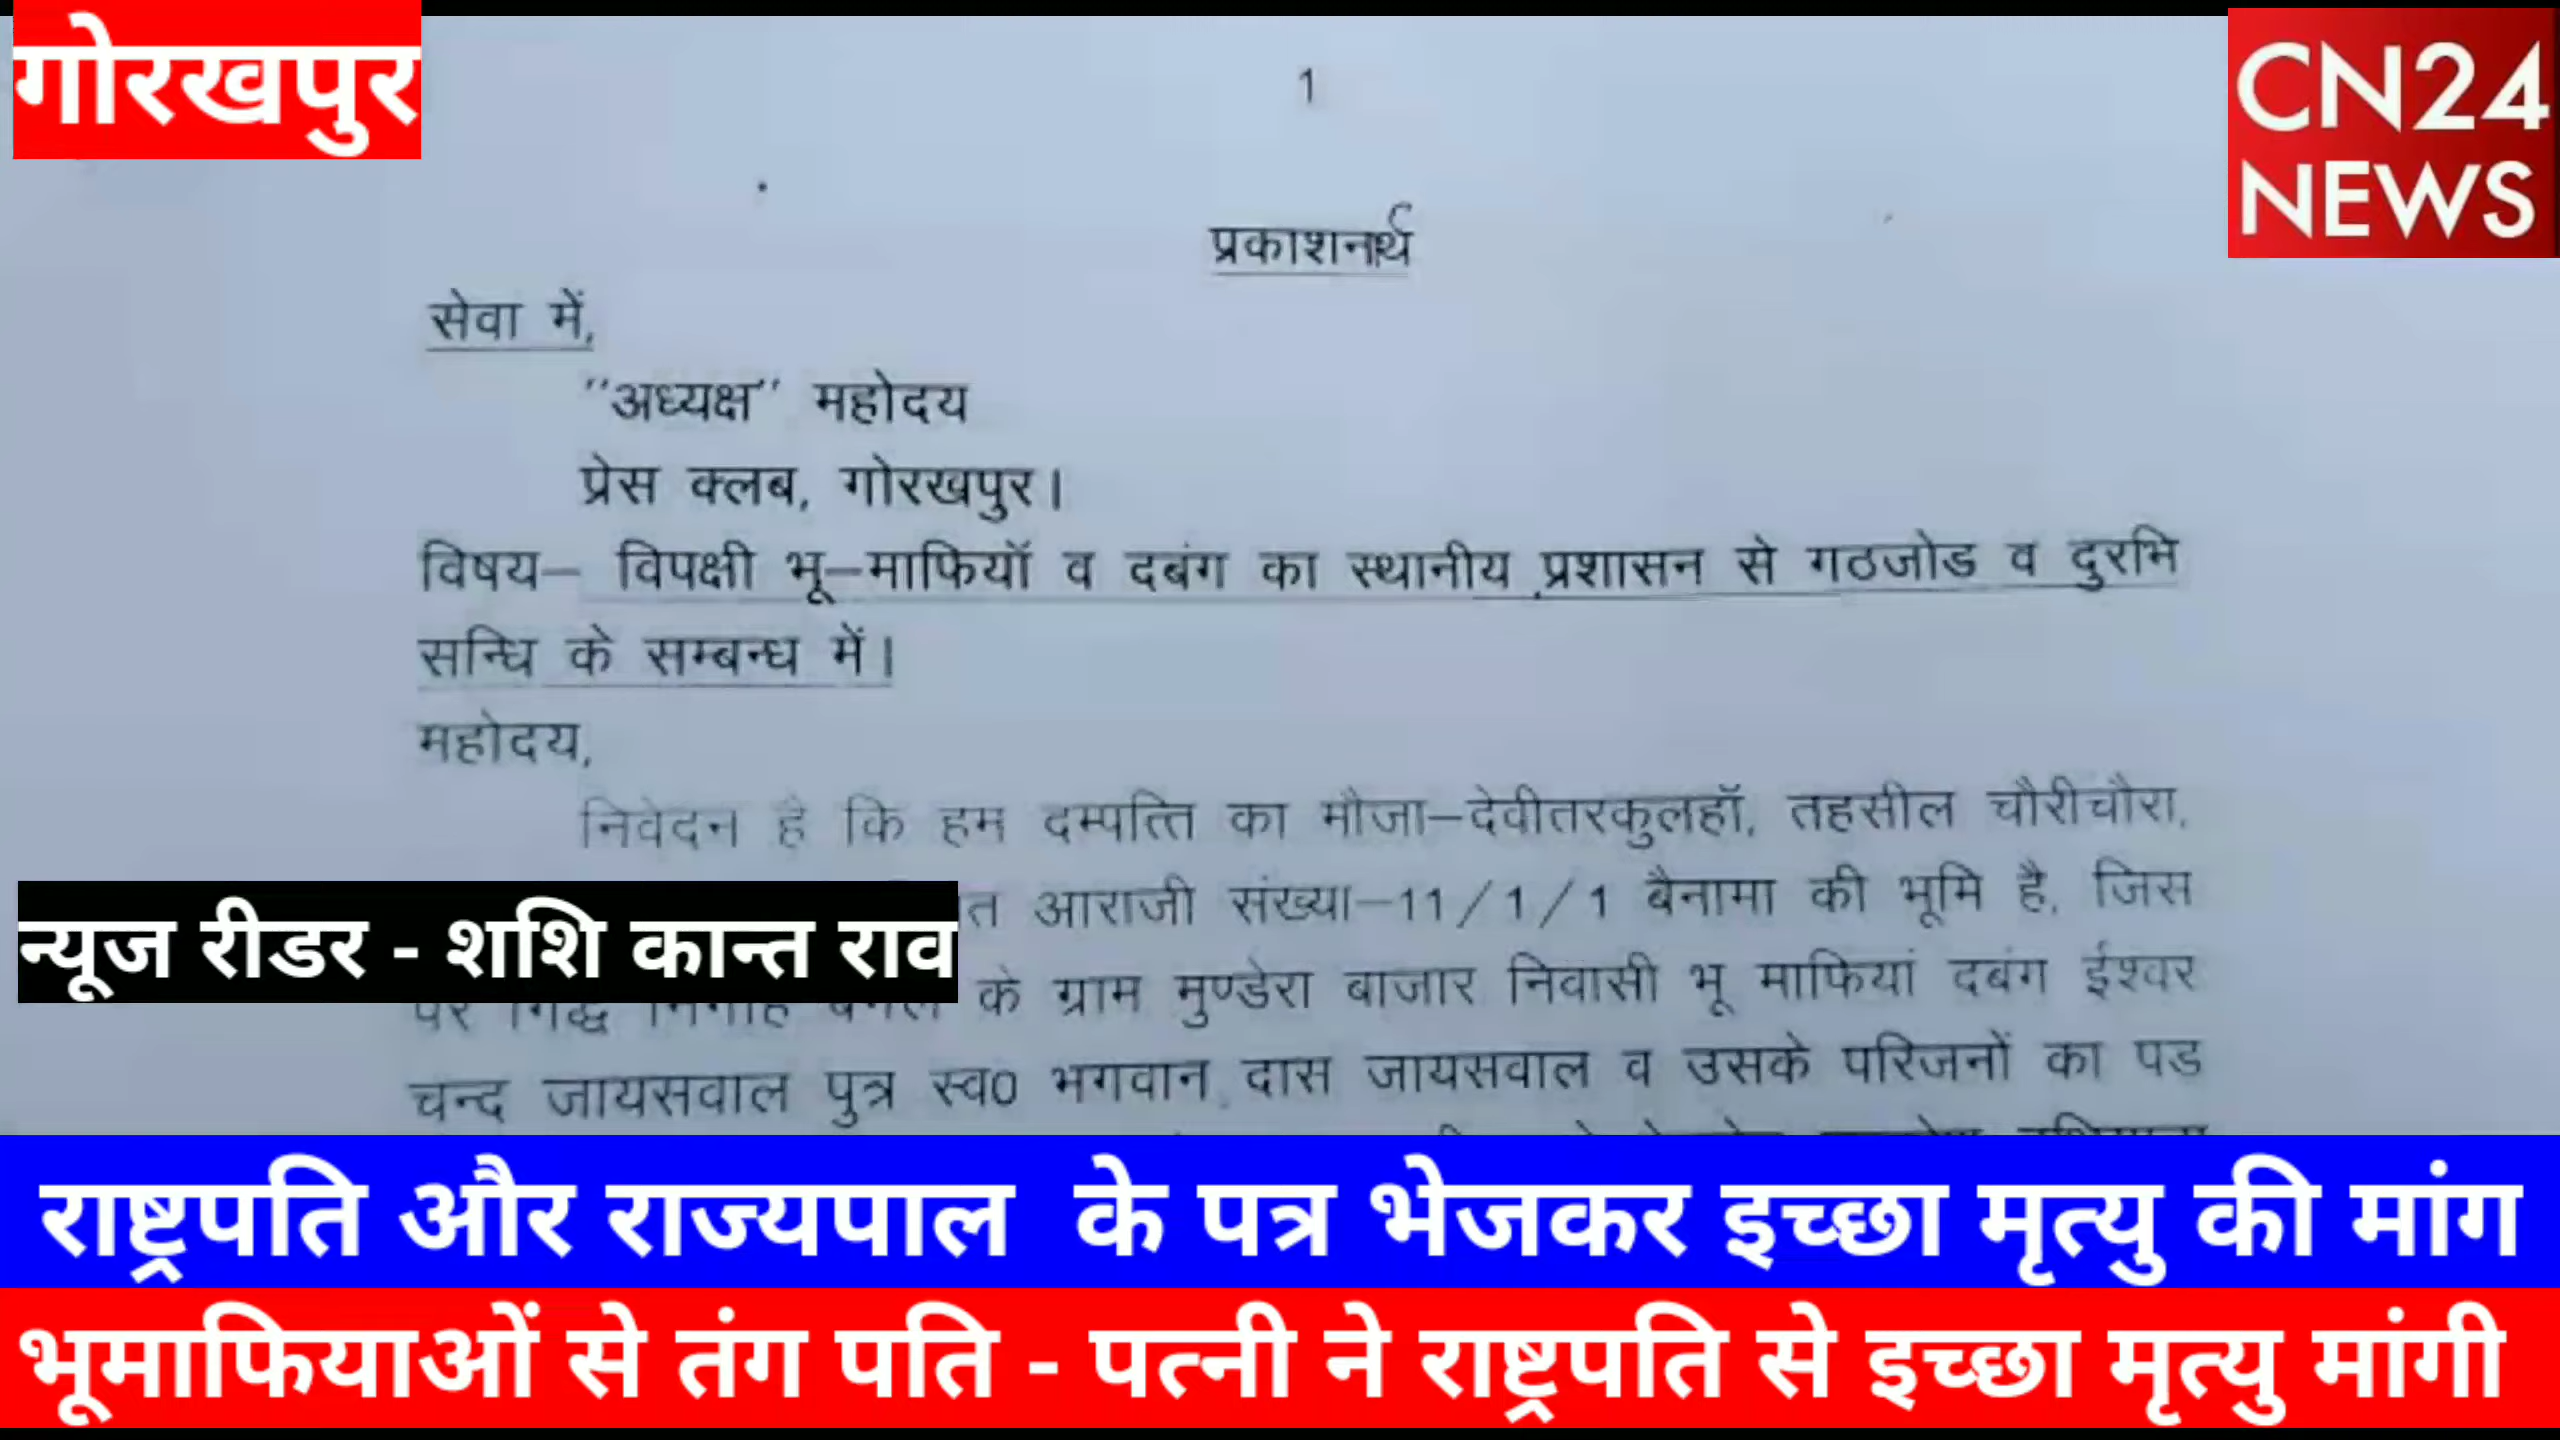 गोरखपुर
CN24
NEWS
1
प्रकाशनार्थ
सेवा में,
"अध्यक्ष" महोदय
प्रेस क्लब, गोरखपुर।
विषय– विपक्षी भू–माफियॉ व दबंग का स्थानीय प्रशासन से गठजोड व दुरभि
सन्धि के सम्बन्ध में।
महोदय,
निवेदन है कि हम दम्पत्ति का मौजा–देवीतरकुलहॉ, तहसील चौरीचौरा,
आराजी संख्या–11/1/1 बैनामा की भूमि है, जिस
न्यूज रीडर - शशि कान्त राव
पर गिद्ध के ग्राम मुण्डेरा बाजार निवासी भू माफियां दबंग ईश्वर
चन्द जायसवाल पुत्र स्व0 भगवान दास जायसवाल व उसके परिजनों का पड
राष्ट्रपति और राज्यपाल के पत्र भेजकर इच्छा मृत्यु की मांग
भूमाफियाओं से तंग पति - पत्नी ने राष्ट्रपति से इच्छा मृत्यु मांगी